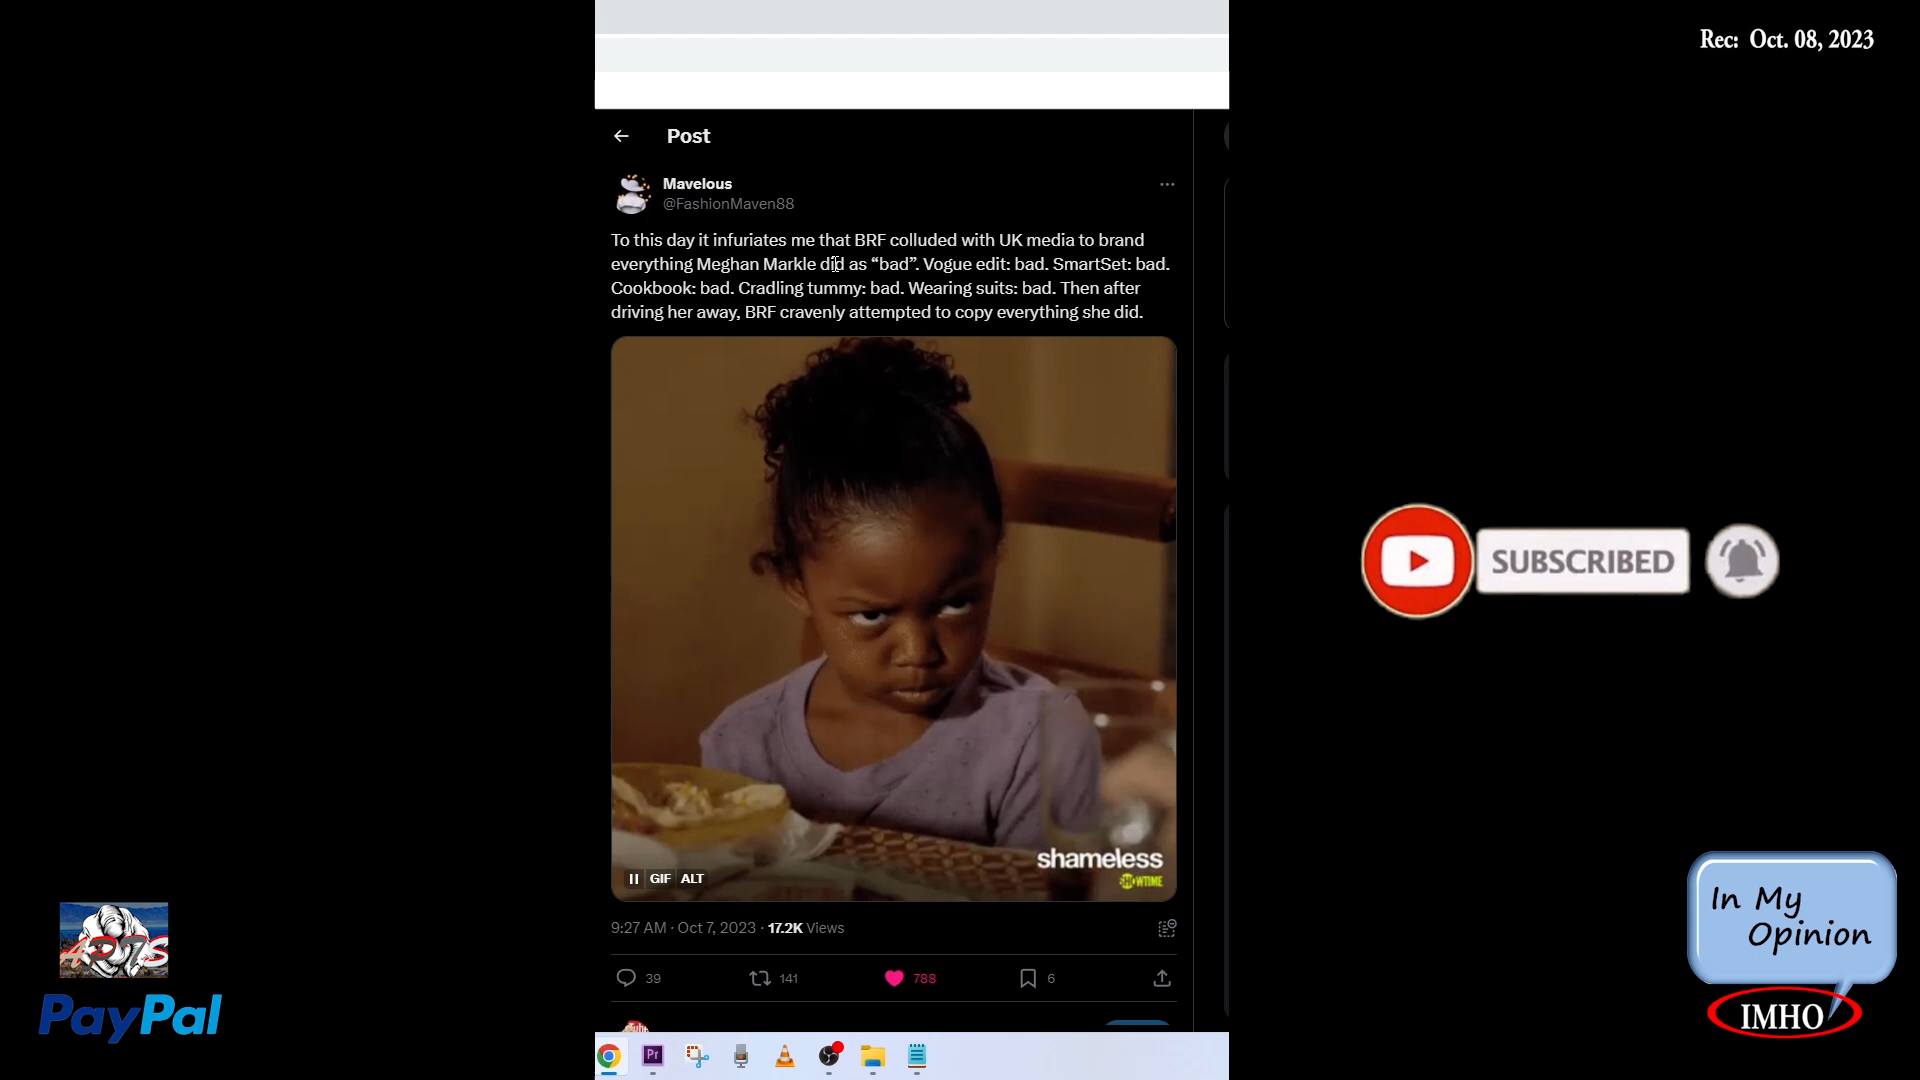 Rec: Oct. 08, 2023
Post
Mavelous
@FashionMaven88
To this day it infuriates me that BRF colluded with UK media to brand
everything Meghan Markle did as “bad”. Vogue edit: bad. SmartSet: bad.
Cookbook: bad. Cradling tummy: bad. Wearing suits: bad. Then after
driving her away, BRF cravenly attempted to copy everything she did.
shameless
SHOWTIME
GIF ALT
9:27 AM · Oct 7, 2023 · 17.2K Views
39 141 788 6
SUBSCRIBED
In My
Opinion
IMHO
PayPal
Pr